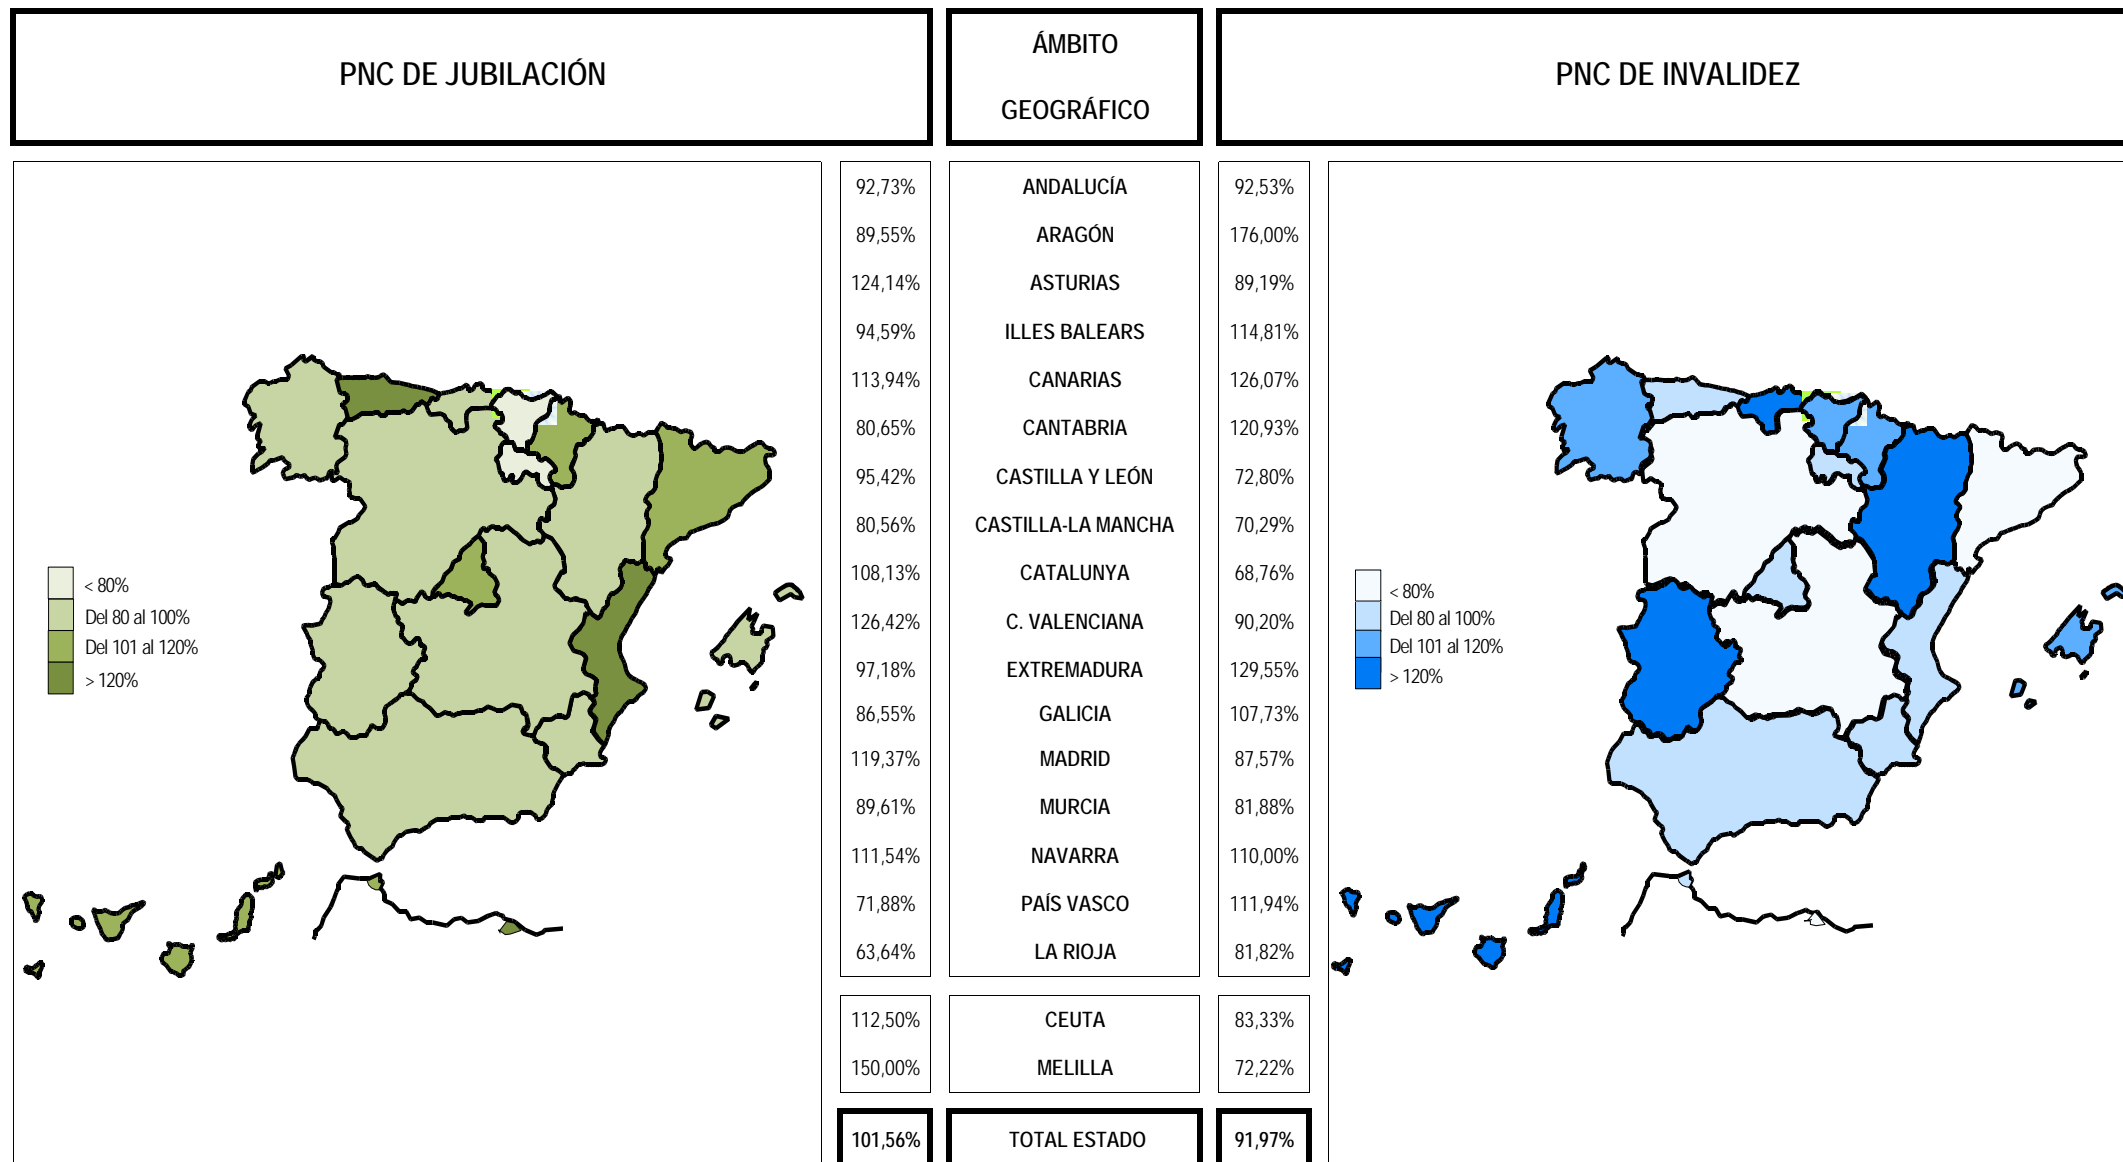 PNC DE JUBILACIÓN
ÁMBITO
GEOGRÁFICO
PNC DE INVALIDEZ
92,73% ANDALUCÍA 92,53%
89,55% ARAGÓN 176,00%
124,14% ASTURIAS 89,19%
94,59% ILLES BALEARS 114,81%
113,94% CANARIAS 126,07%
80,65% CANTABRIA 120,93%
95,42% CASTILLA Y LEÓN 72,80%
80,56% CASTILLA-LA MANCHA 70,29%
108,13% CATALUNYA 68,76%
126,42% C. VALENCIANA 90,20%
97,18% EXTREMADURA 129,55%
86,55% GALICIA 107,73%
119,37% MADRID 87,57%
89,61% MURCIA 81,88%
111,54% NAVARRA 110,00%
71,88% PAÍS VASCO 111,94%
63,64% LA RIOJA 81,82%
112,50% CEUTA 83,33%
150,00% MELILLA 72,22%
101,56% TOTAL ESTADO 91,97%
< 80%
Del 80 al 100%
Del 101 al 120%
> 120%
< 80%
Del 80 al 100%
Del 101 al 120%
> 120%